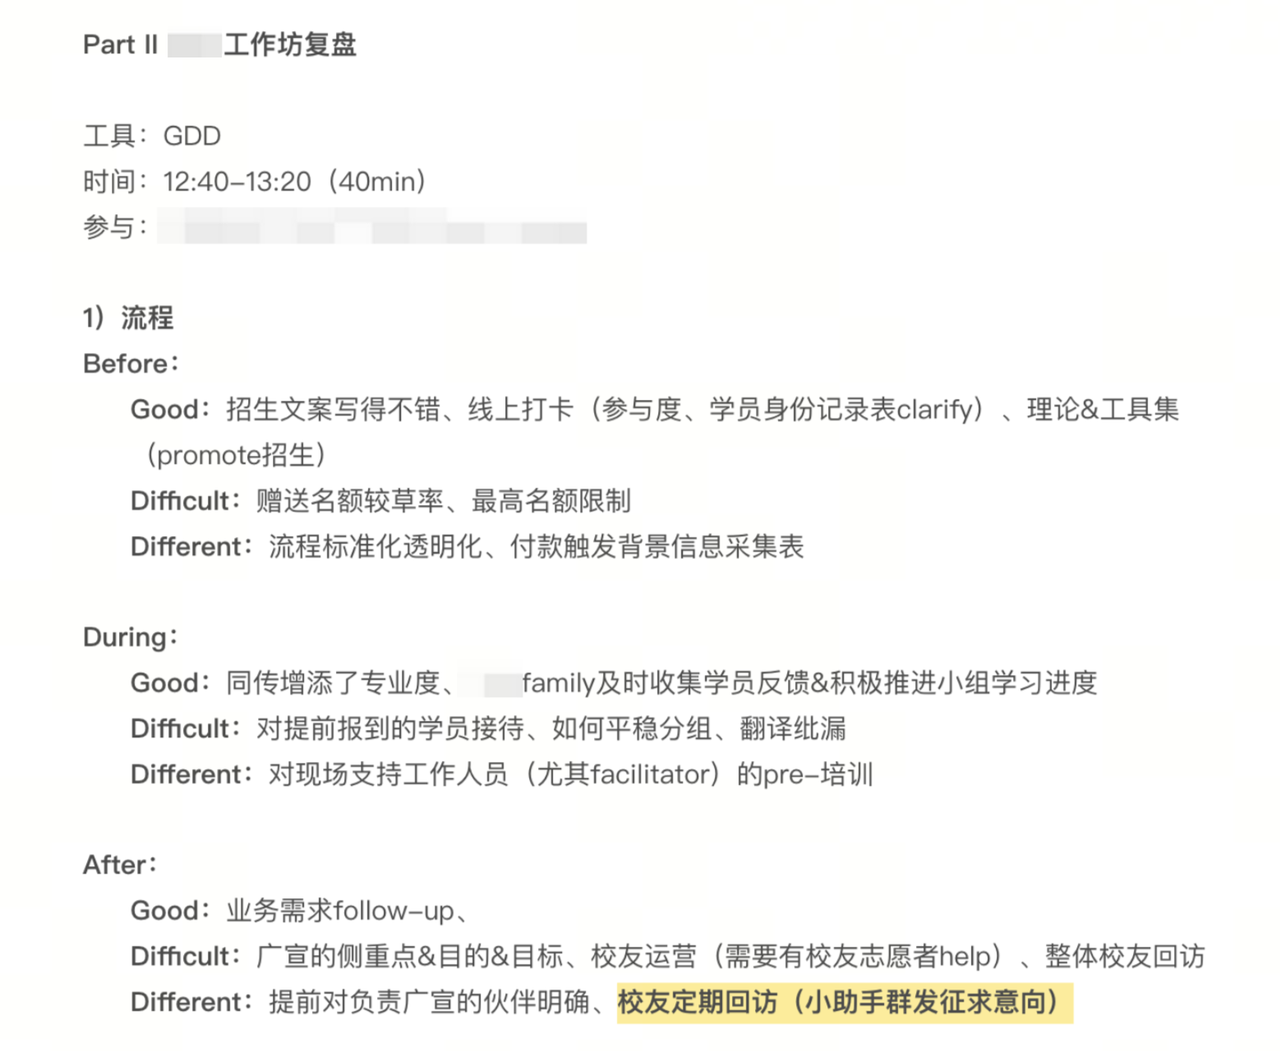 Part II 工作坊复盘
工具：GDD
时间：12:40–13:20（40min）
参与：
1）流程
Before：
Good：招生文案写得不错、线上打卡（参与度、学员身份记录表clarify）、理论&工具集
（promote招生）
Difficult：赠送名额较草率、最高名额限制
Different：流程标准化透明化、付款触发背景信息采集表
During：
Good：同传增添了专业度、 family及时收集学员反馈&积极推进小组学习进度
Difficult：对提前报到的学员接待、如何平稳分组、翻译纰漏
Different：对现场支持工作人员（尤其facilitator）的pre–培训
After：
Good：业务需求follow–up、
Difficult：广宣的侧重点&目的&目标、校友运营（需要有校友志愿者help）、整体校友回访
Different：提前对负责广宣的伙伴明确、校友定期回访（小助手群发征求意向）